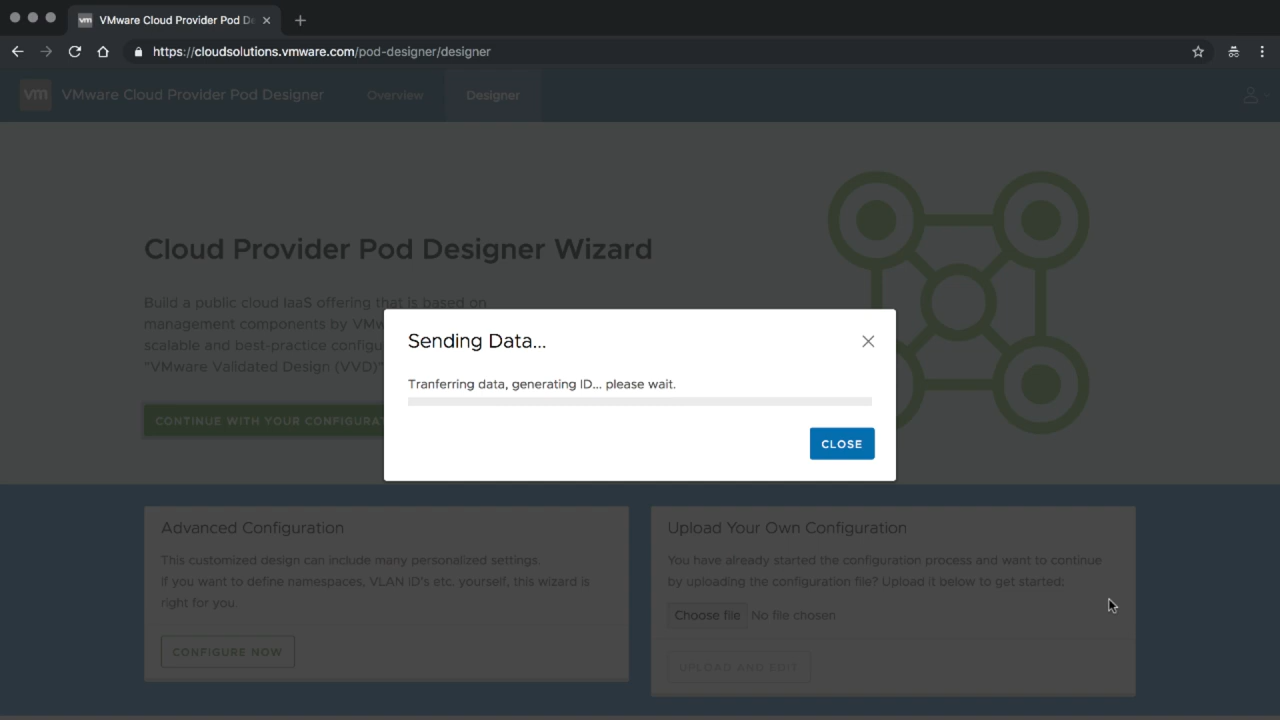 vm VMware Cloud Provider Pod De
https://cloudsolutions.vmware.com/pod-designer/designer
vm VMware Cloud Provider Pod Designer Overview Designer
Cloud Provider Pod Designer Wizard
Build a public cloud IaaS offering that is based on
management components by VMw
scalable and best-practice configu
"VMware Validated Design (VVD)"
CONTINUE WITH YOUR CONFIGURAT
Sending Data...
Tranferring data, generating ID... please wait.
CLOSE
Advanced Configuration
This customized design can include many personalized settings.
If you want to define namespaces, VLAN ID's etc. yourself, this wizard is
right for you.
CONFIGURE NOW
Upload Your Own Configuration
You have already started the configuration process and want to continue
by uploading the configuration file? Upload it below to get started:
Choose file No file chosen
UPLOAD AND EDIT